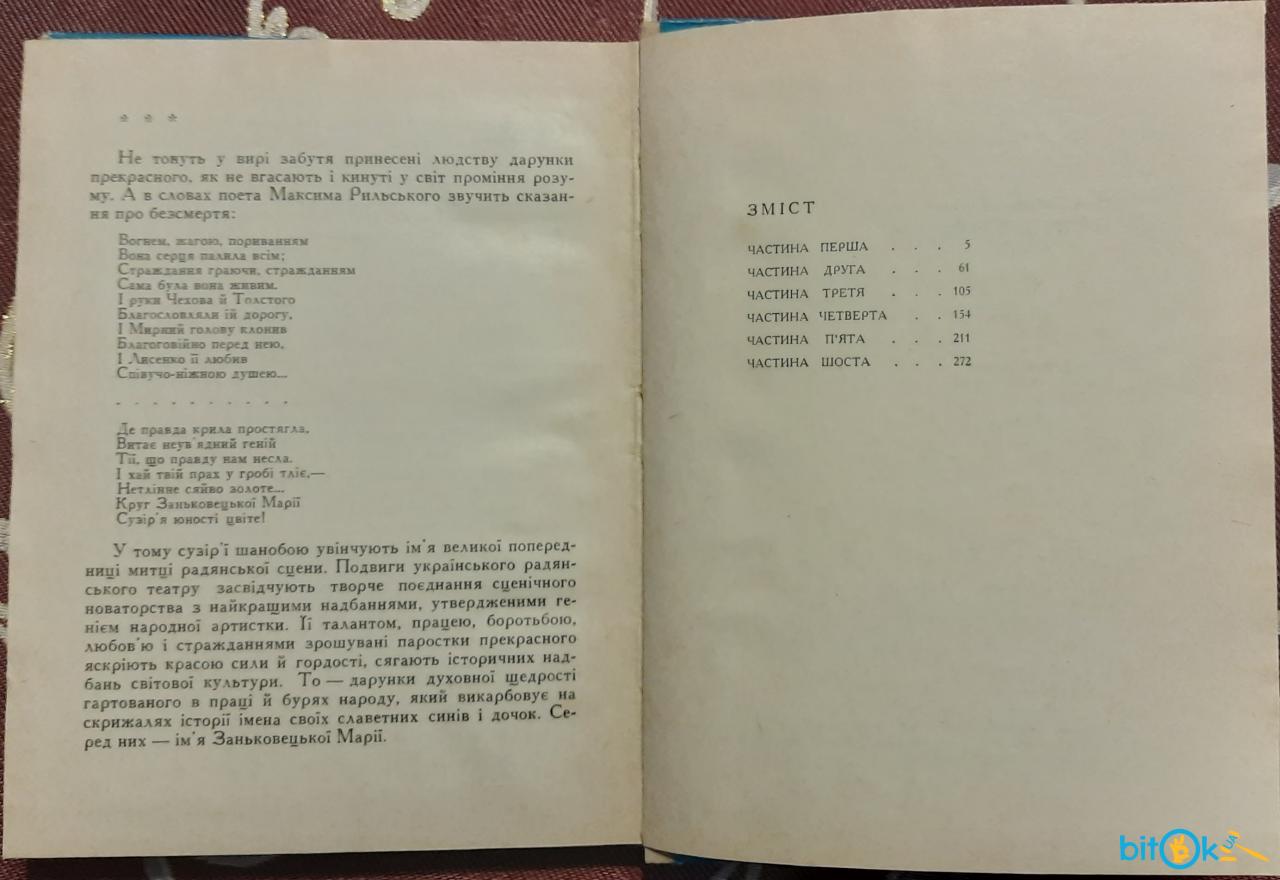 * * *
Не тонуть у вирі забуття принесені людству дарунки
прекрасного, як не вгасають і кинуті у світ проміння розу-
му. А в словах поета Максима Рильського звучить сказан-
ня про безсмертя:
Вогнем, жагою, пориванням
Вона серця палила всім;
Страждання граючи, стражданням
Сама була вона живим.
І руки Чехова й Толстого
Благословляли їй дорогу,
І Мирний голову клонив
Благоговійно перед нею,
І Лисенко її любив
Співучо-ніжною душею...
. . . . . . . . . .
Де правда крила простягла,
Витає неув'ядний геній
Тії, що правду нам несла.
І хай твій прах у гробі тліє,—
Нетлінне сяйво золоте...
Круг Заньковецької Марії
Сузір'я юності цвіте!
У тому сузір'ї шанобою увінчують ім'я великої поперед-
ниці митці радянської сцени. Подвиги українського радян-
ського театру засвідчують творче поєднання сценічного
новаторства з найкращими надбаннями, утвердженими ге-
нієм народної артистки. Її талантом, працею, боротьбою,
любов'ю і стражданнями зрошувані паростки прекрасного
яскріють красою сили й гордості, сягають історичних над-
бань світової культури. То — дарунки духовної щедрості
гартованого в праці й бурях народу, який викарбовує на
скрижалях історії імена своїх славетних синів і дочок. Се-
ред них — ім'я Заньковецької Марії.
ЗМІСТ
ЧАСТИНА ПЕРША . . . 5
ЧАСТИНА ДРУГА . . . 61
ЧАСТИНА ТРЕТЯ . . . 105
ЧАСТИНА ЧЕТВЕРТА . . 154
ЧАСТИНА П'ЯТА . . . 211
ЧАСТИНА ШОСТА . . . 272
bitOk UA